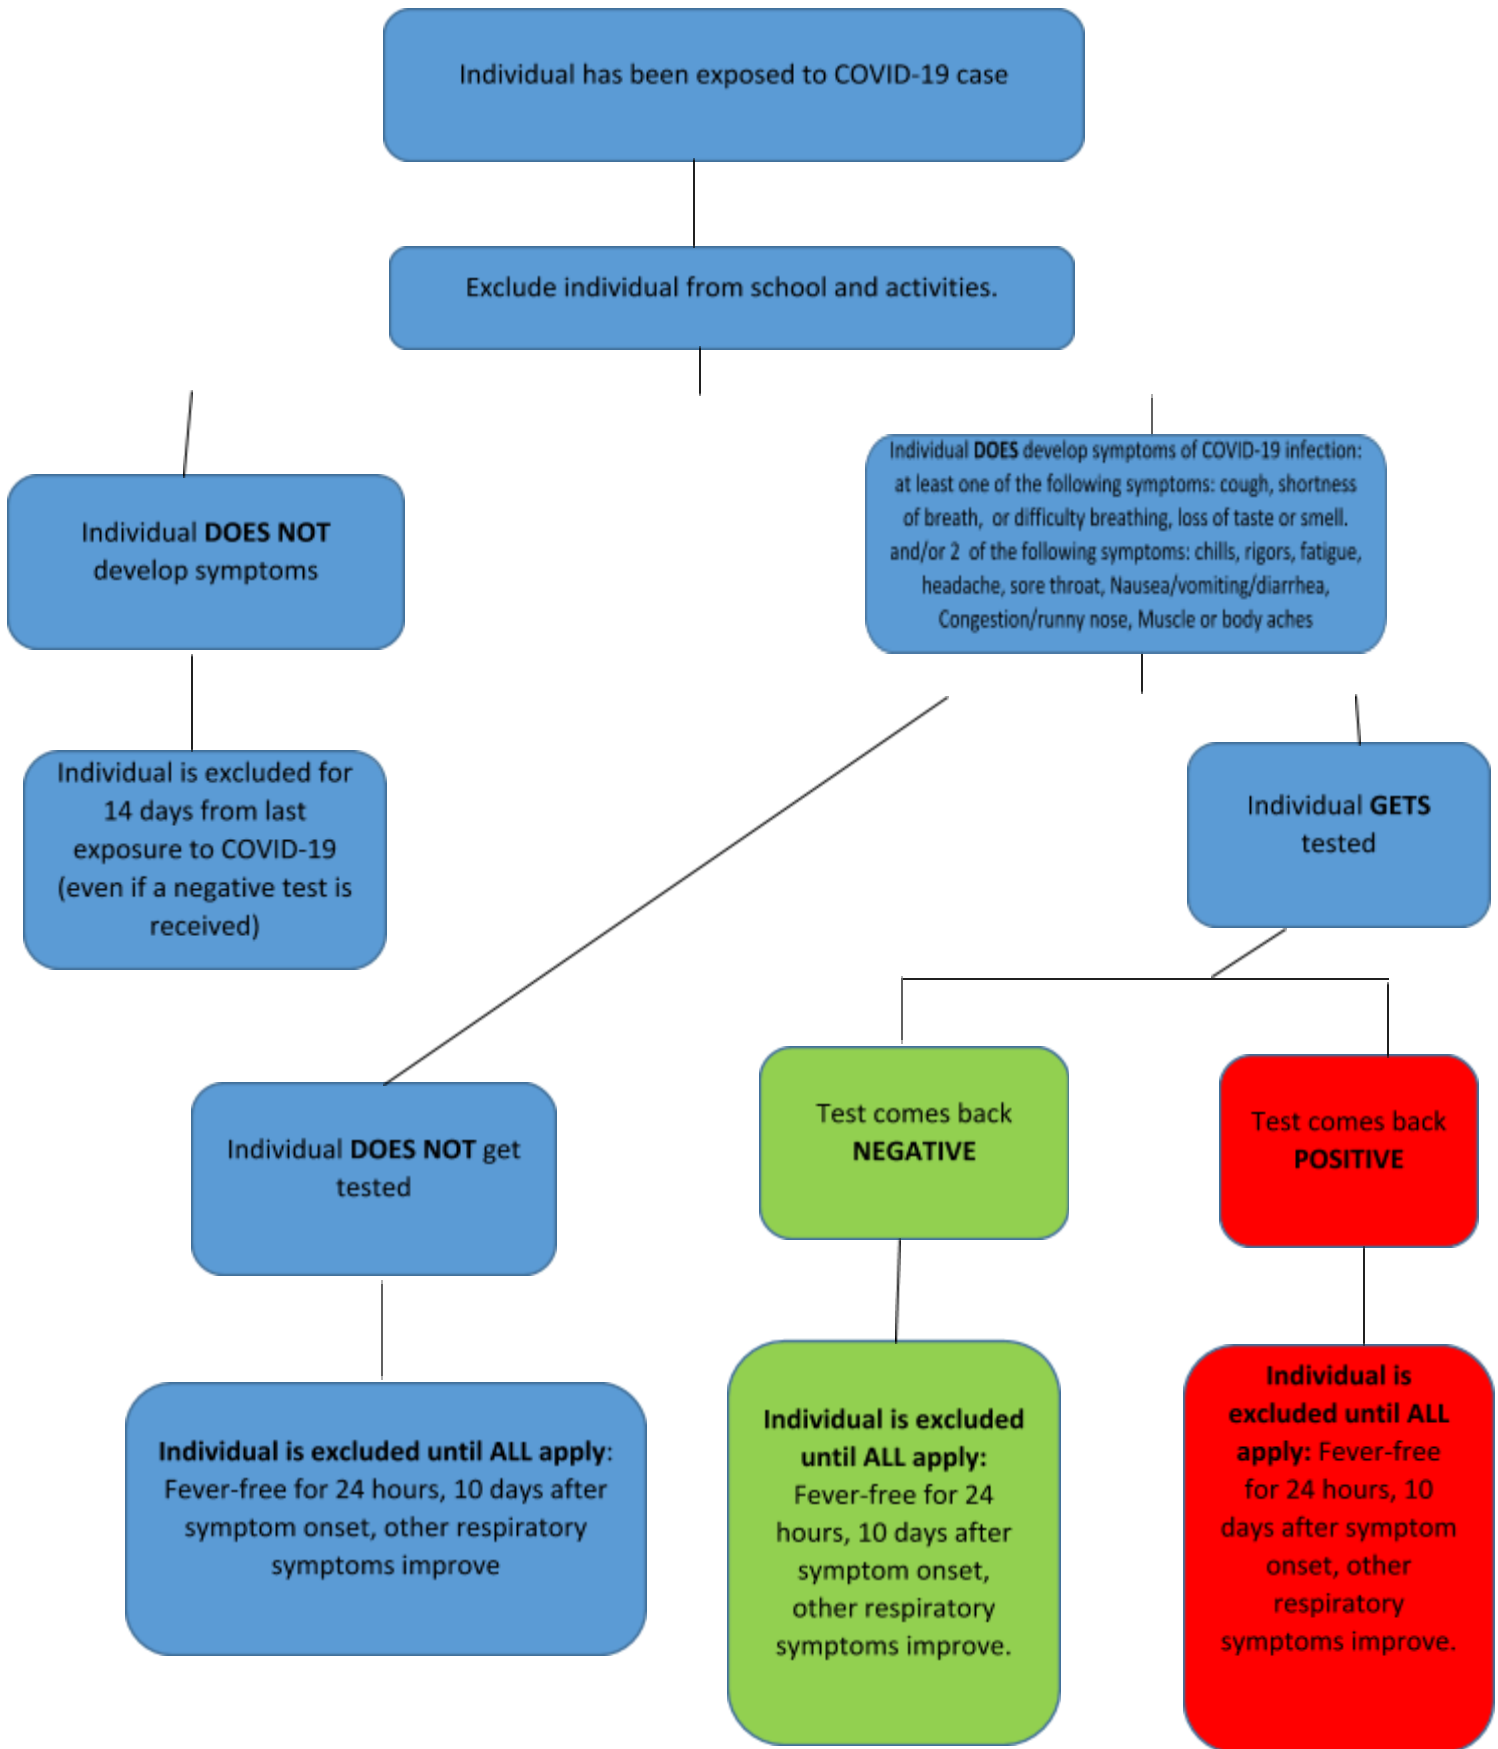 Individual has been exposed to COVID-19 case
Exclude individual from school and activities.
Individual DOES NOT
develop symptoms
Individual DOES develop symptoms of COVID-19 infection:
at least one of the following symptoms: cough, shortness
of breath, or difficulty breathing, loss of taste or smell.
and/or 2 of the following symptoms: chills, rigors, fatigue,
headache, sore throat, Nausea/vomiting/diarrhea,
Congestion/runny nose, Muscle or body aches
Individual is excluded for
14 days from last
exposure to COVID-19
(even if a negative test is
received)
Individual GETS
tested
Individual DOES NOT get
tested
Test comes back
NEGATIVE
Test comes back
POSITIVE
Individual is excluded until ALL apply:
Fever-free for 24 hours, 10 days after
symptom onset, other respiratory
symptoms improve
Individual is excluded
until ALL apply:
Fever-free for 24
hours, 10 days after
symptom onset,
other respiratory
symptoms improve.
Individual is
excluded until ALL
apply: Fever-free
for 24 hours, 10
days after symptom
onset, other
respiratory
symptoms improve.